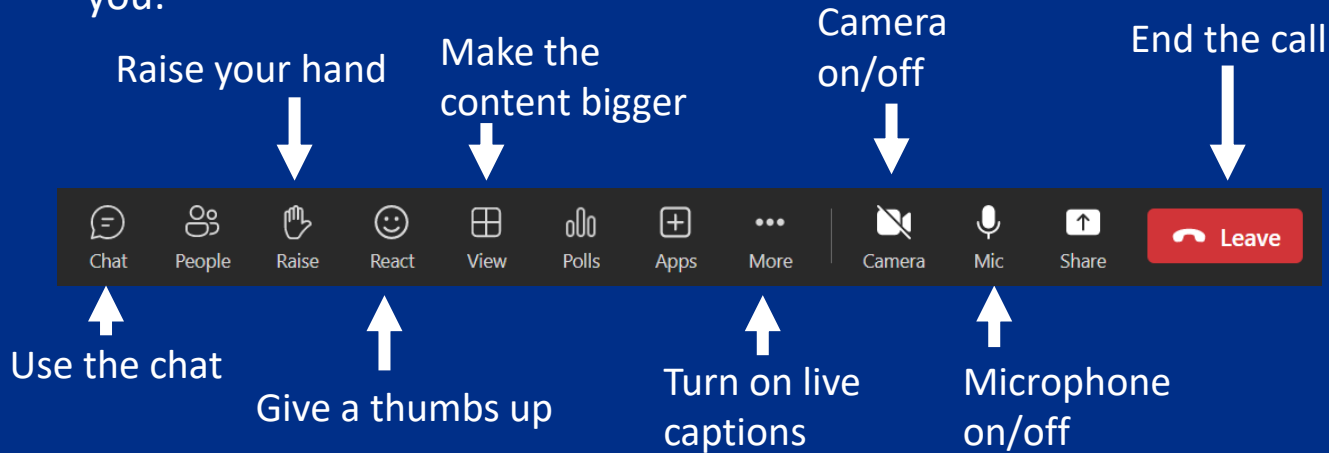 you.
Raise your hand
Make the
content bigger
Camera
on/off
End the call
Chat
People
Raise
React
View
Polls
Apps
More
Camera
Mic
Share
Leave
Use the chat
Give a thumbs up
Turn on live
captions
Microphone
on/off